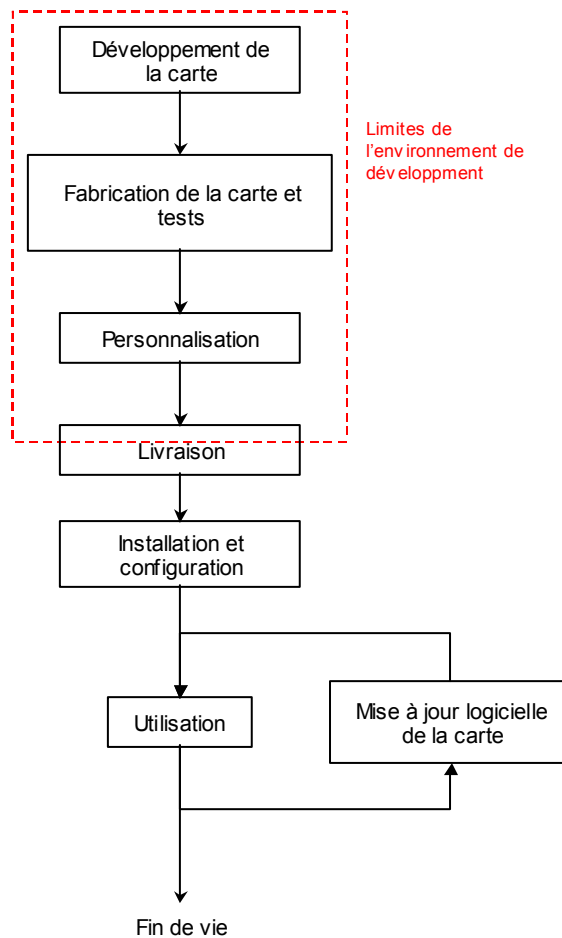 Développement de
la carte
Limites de
l'environnement de
développment
Fabrication de la carte et
tests
Personnalisation
Livraison
Installation et
configuration
Utilisation
Mise à jour logicielle
de la carte
Fin de vie